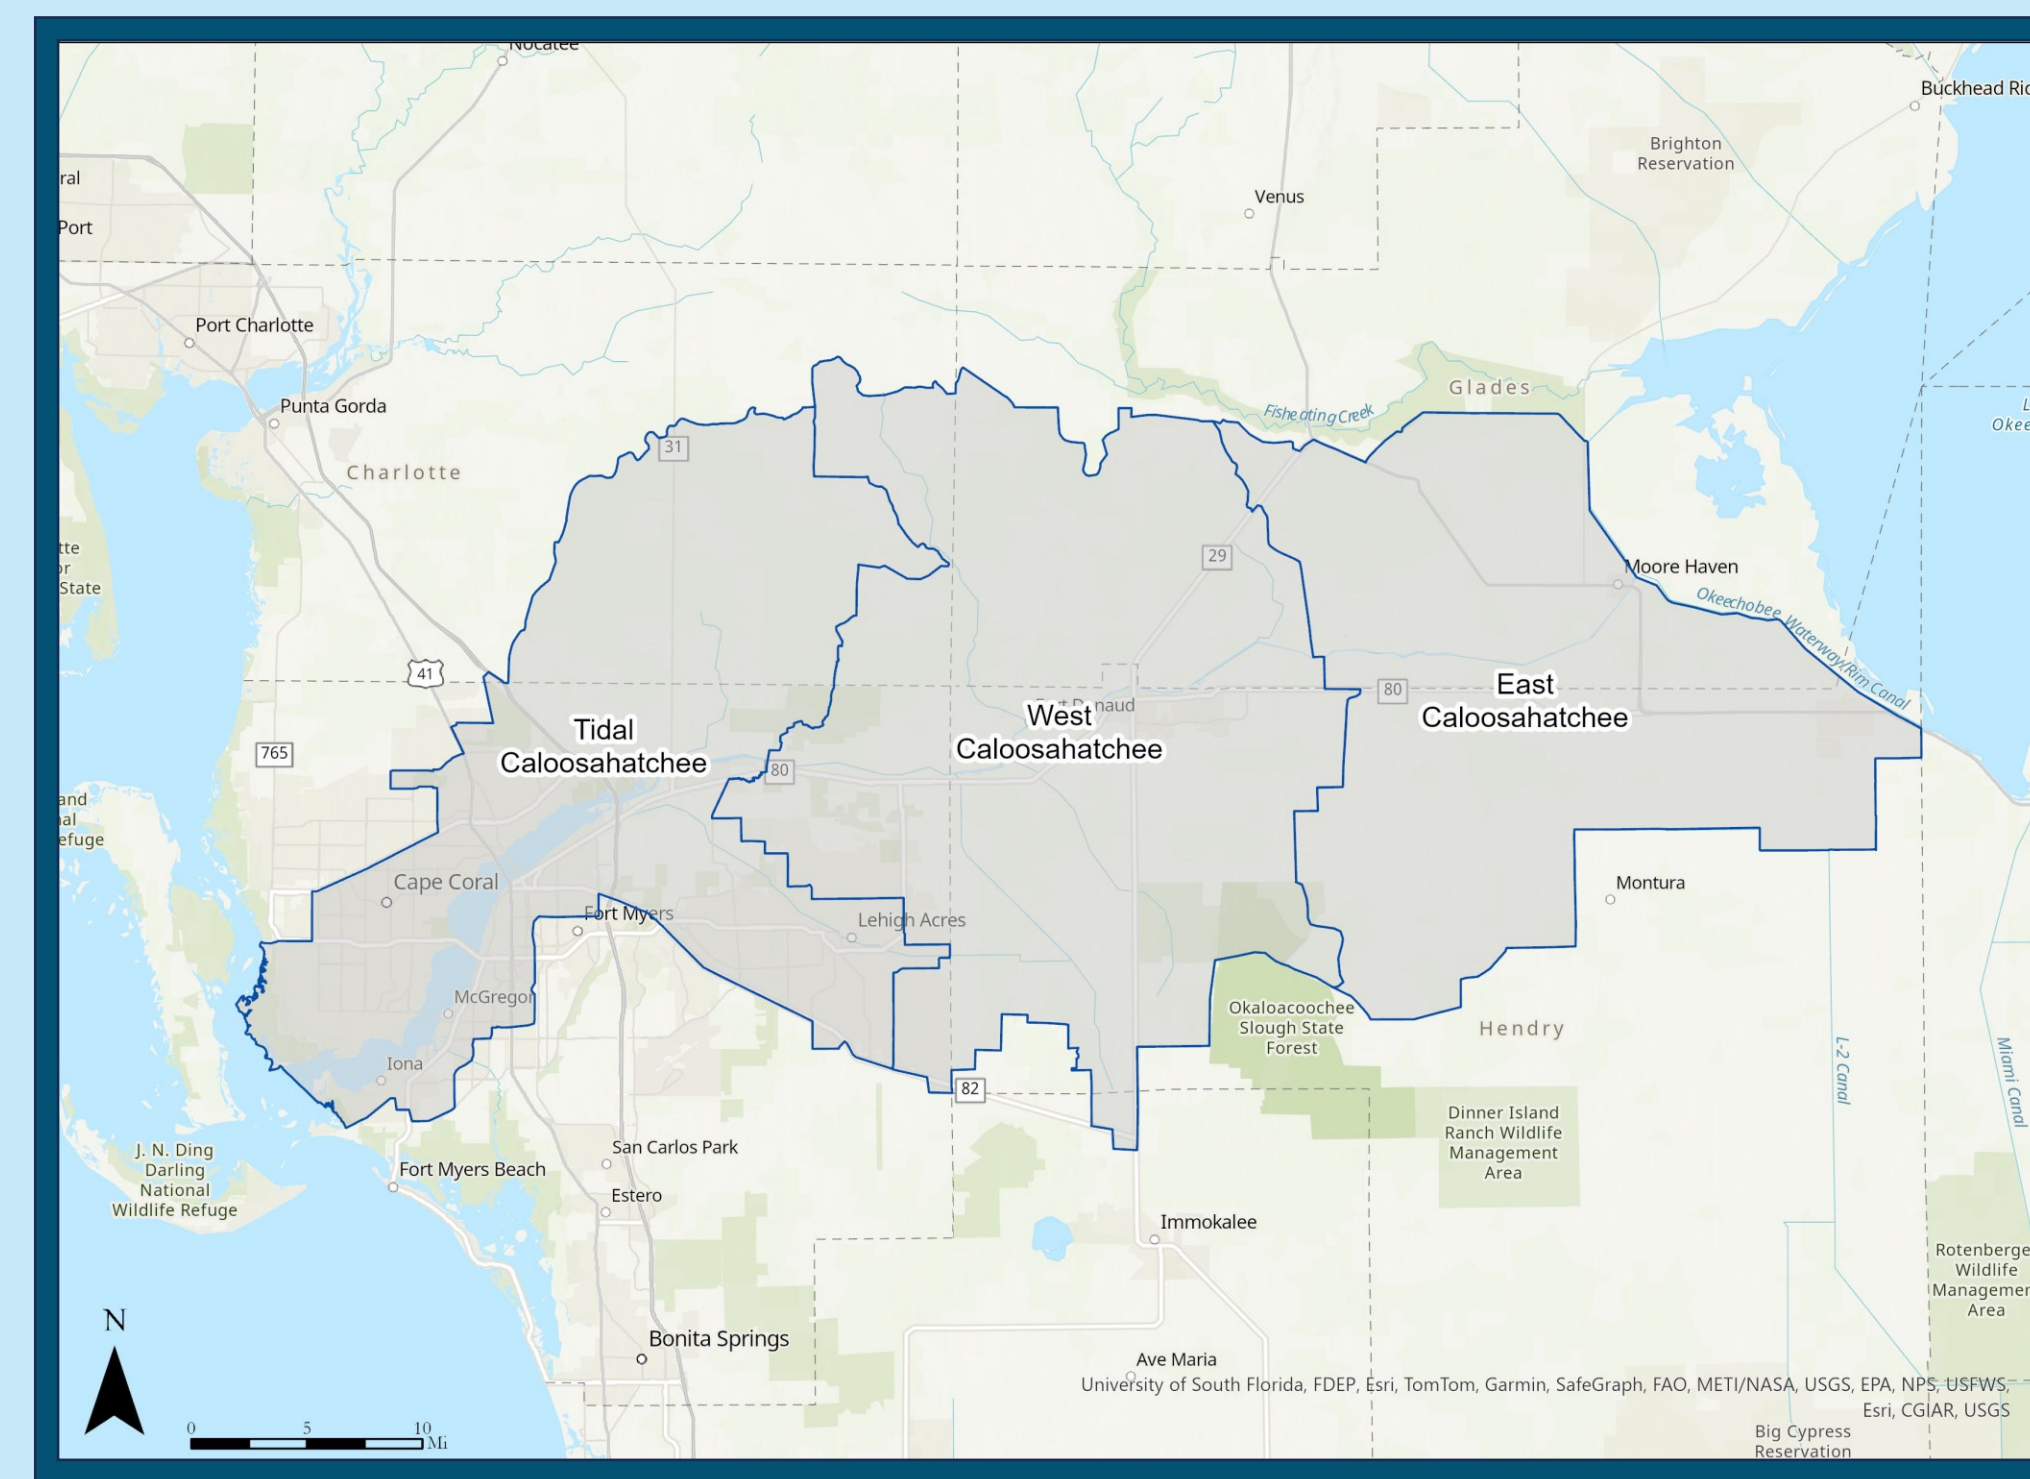 Nocatee
Buckhead Ri
Brighton
Reservation
ral
Port
Venus
Port Charlotte
Punta Gorda
Glades
Fisheating Creek
L
Okee
31
Charlotte
29
tte
or
State
Moore Haven
Okeechobee Waterway/Rim Canal
41
East
Caloosahatchee
80
West
Caloosahatchee
Tidal
Caloosahatchee
765
80
and
nal
efuge
Cape Coral
Montura
Fort Myers
Lehigh Acres
McGregor
Okaloacoochee
Slough State
Forest
Hendry
Iona
82
L-2 Canal
Miami Canal
Dinner Island
Ranch Wildlife
Management
Area
J. N. Ding
Darling
National
Wildlife Refuge
San Carlos Park
Fort Myers Beach
Estero
Immokalee
Rotenberge
Wildlife
Managemen
Area
N
Bonita Springs
Ave Maria
University of South Florida, FDEP, Esri, TomTom, Garmin, SafeGraph, FAO, METI/NASA, USGS, EPA, NPS, USFWS,
Esri, CGIAR, USGS
0 5 10
Mi
Big Cypress
Reservation